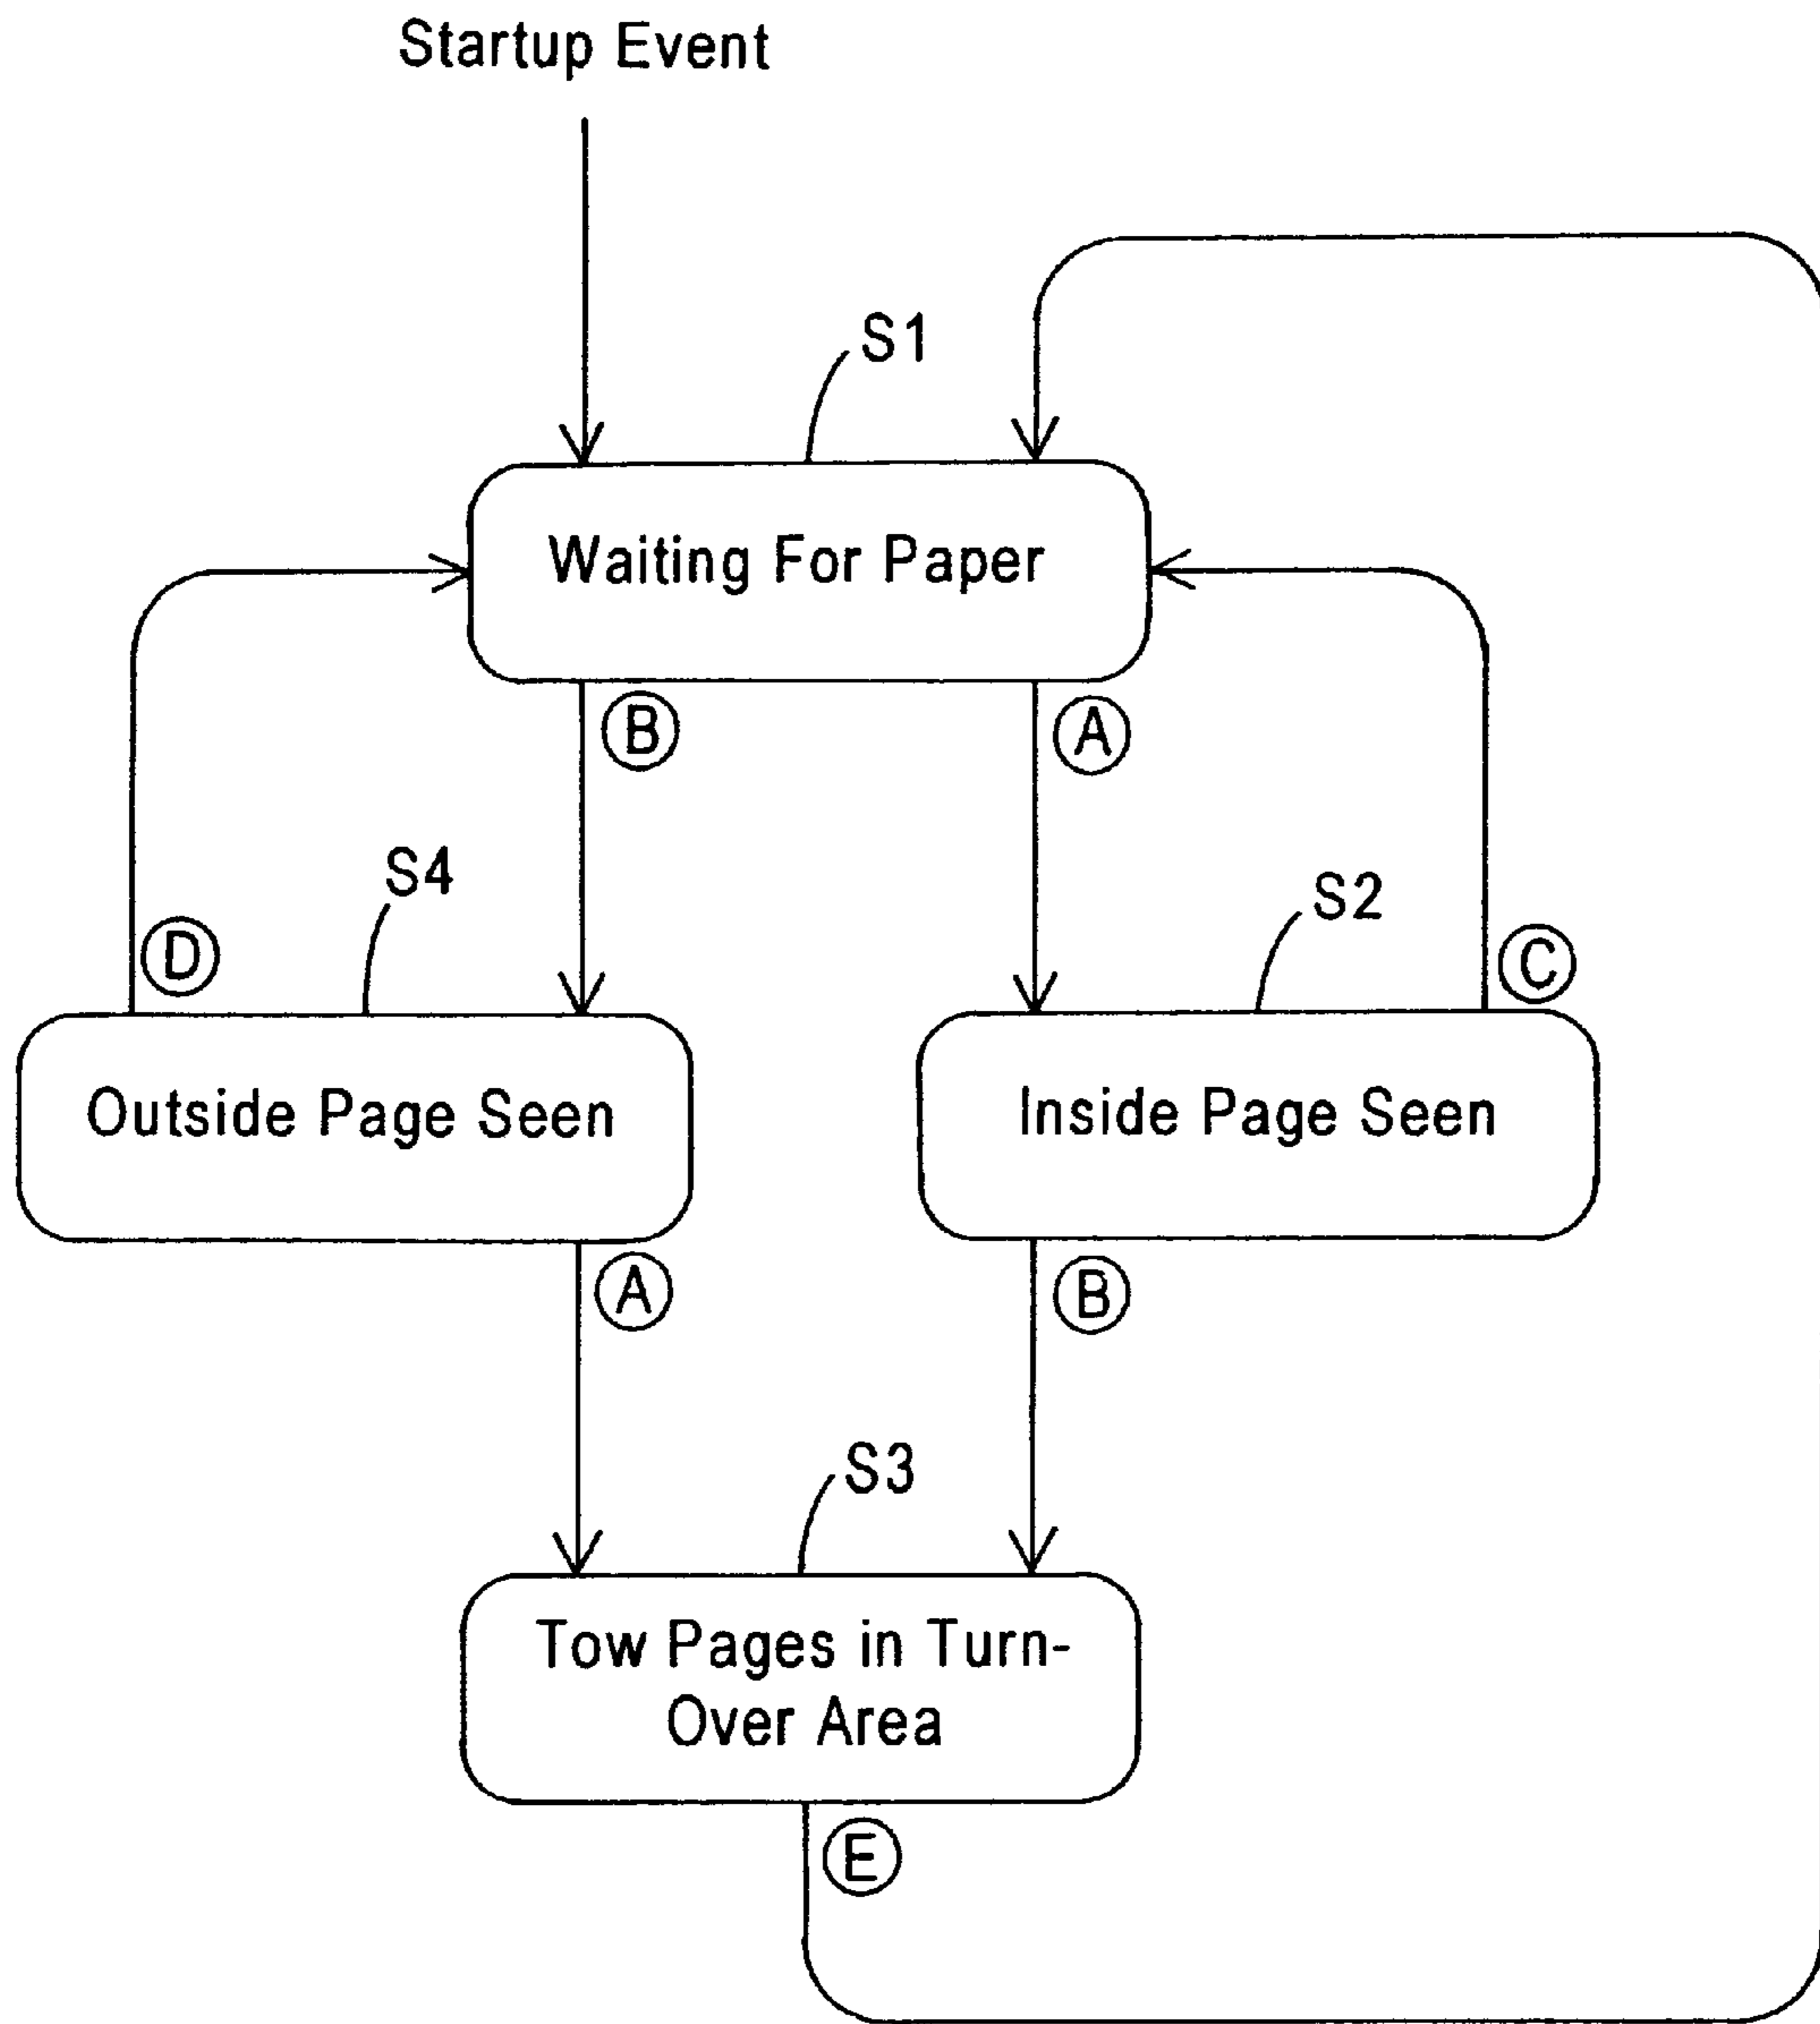 Startup Event
S1
Waiting For Paper
B
A
S4
S2
D
C
Outside Page Seen
Inside Page Seen
A
B
S3
Tow Pages in Turn-
Over Area
E